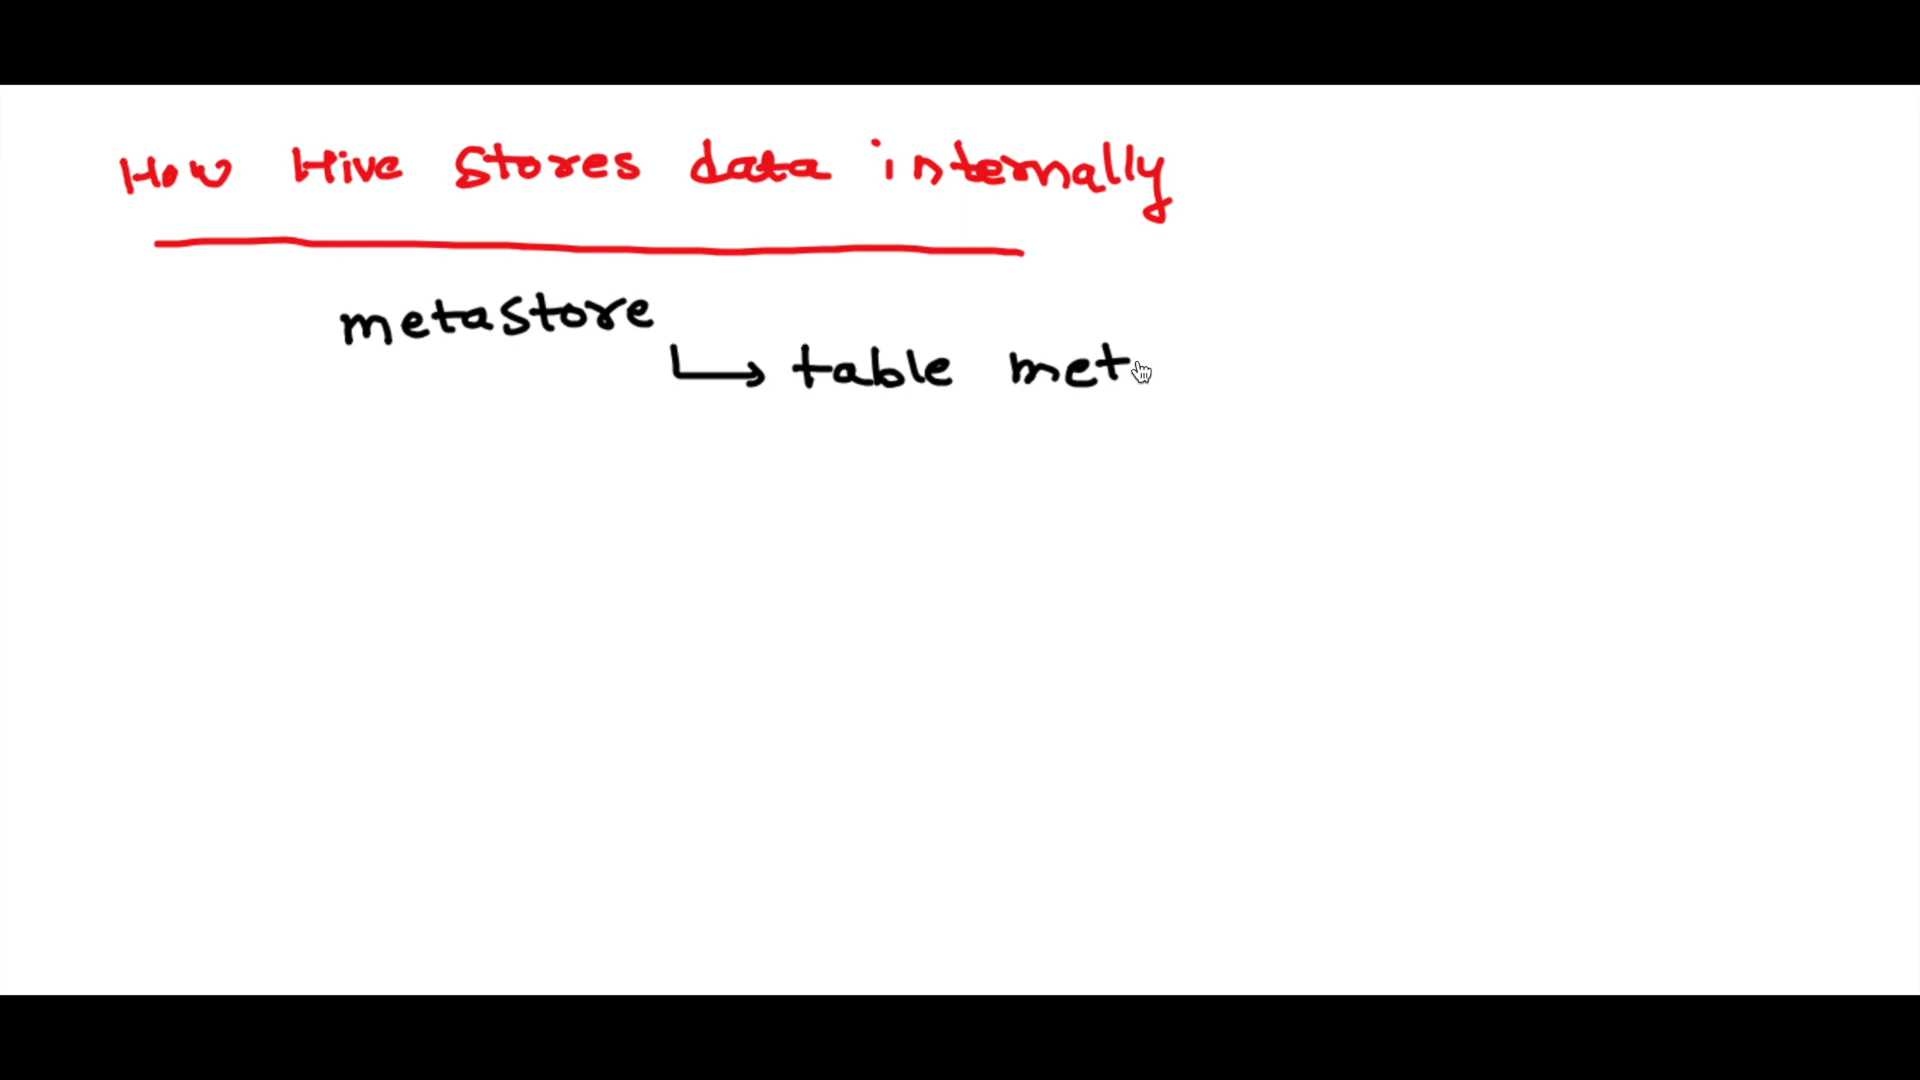 How Hive Stores data internally
metastore
↳ table met